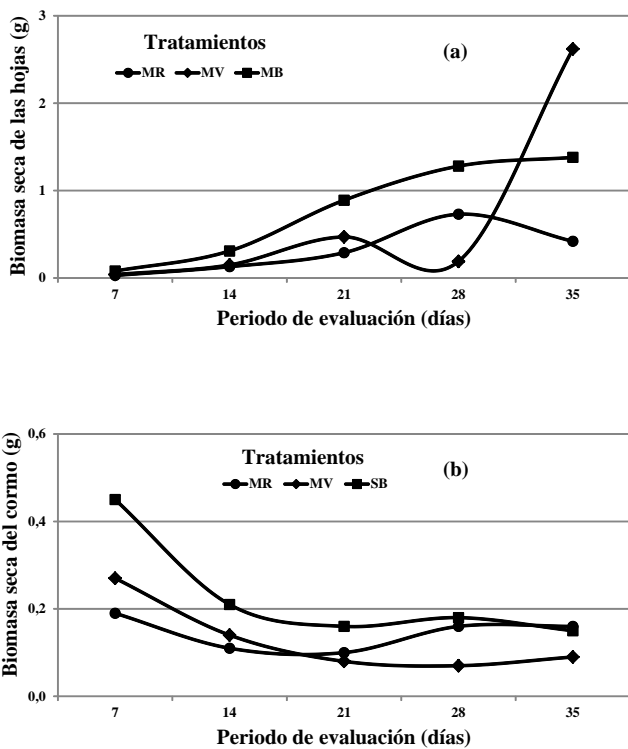 Biomasa seca de las hojas (g)
3
2
1
0
Tratamientos
MR MV MB
(a)
7 14 21 28 35
Periodo de evaluación (días)
Biomasa seca del cormo (g)
0,6
0,4
0,2
0,0
Tratamientos
MR MV SB
(b)
7 14 21 28 35
Periodo de evaluación (días)